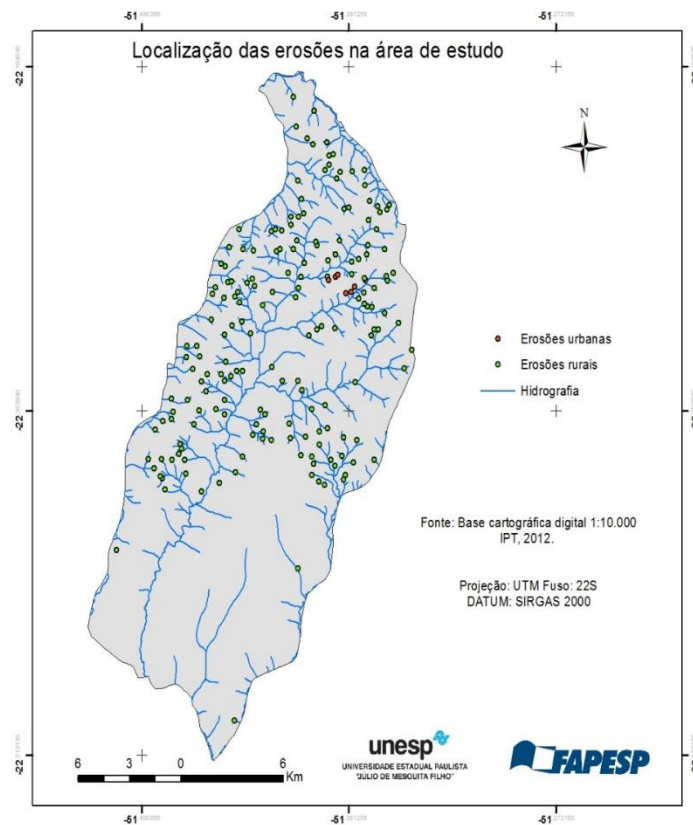 -51
-51
-51
Localização das erosões na área de estudo
-22
N
Erosões urbanas
Erosões rurais
Hidrografia
-22
Fonte: Base cartográfica digital 1:10.000
IPT, 2012.
Projeção: UTM Fuso: 22S
DATUM: SIRGAS 2000
unesp
UNIVERSIDADE ESTADUAL PAULISTA
"JÚLIO DE MESQUITA FILHO"
FAPESP
-22
6 3 0 6
Km
-51
-51
-51